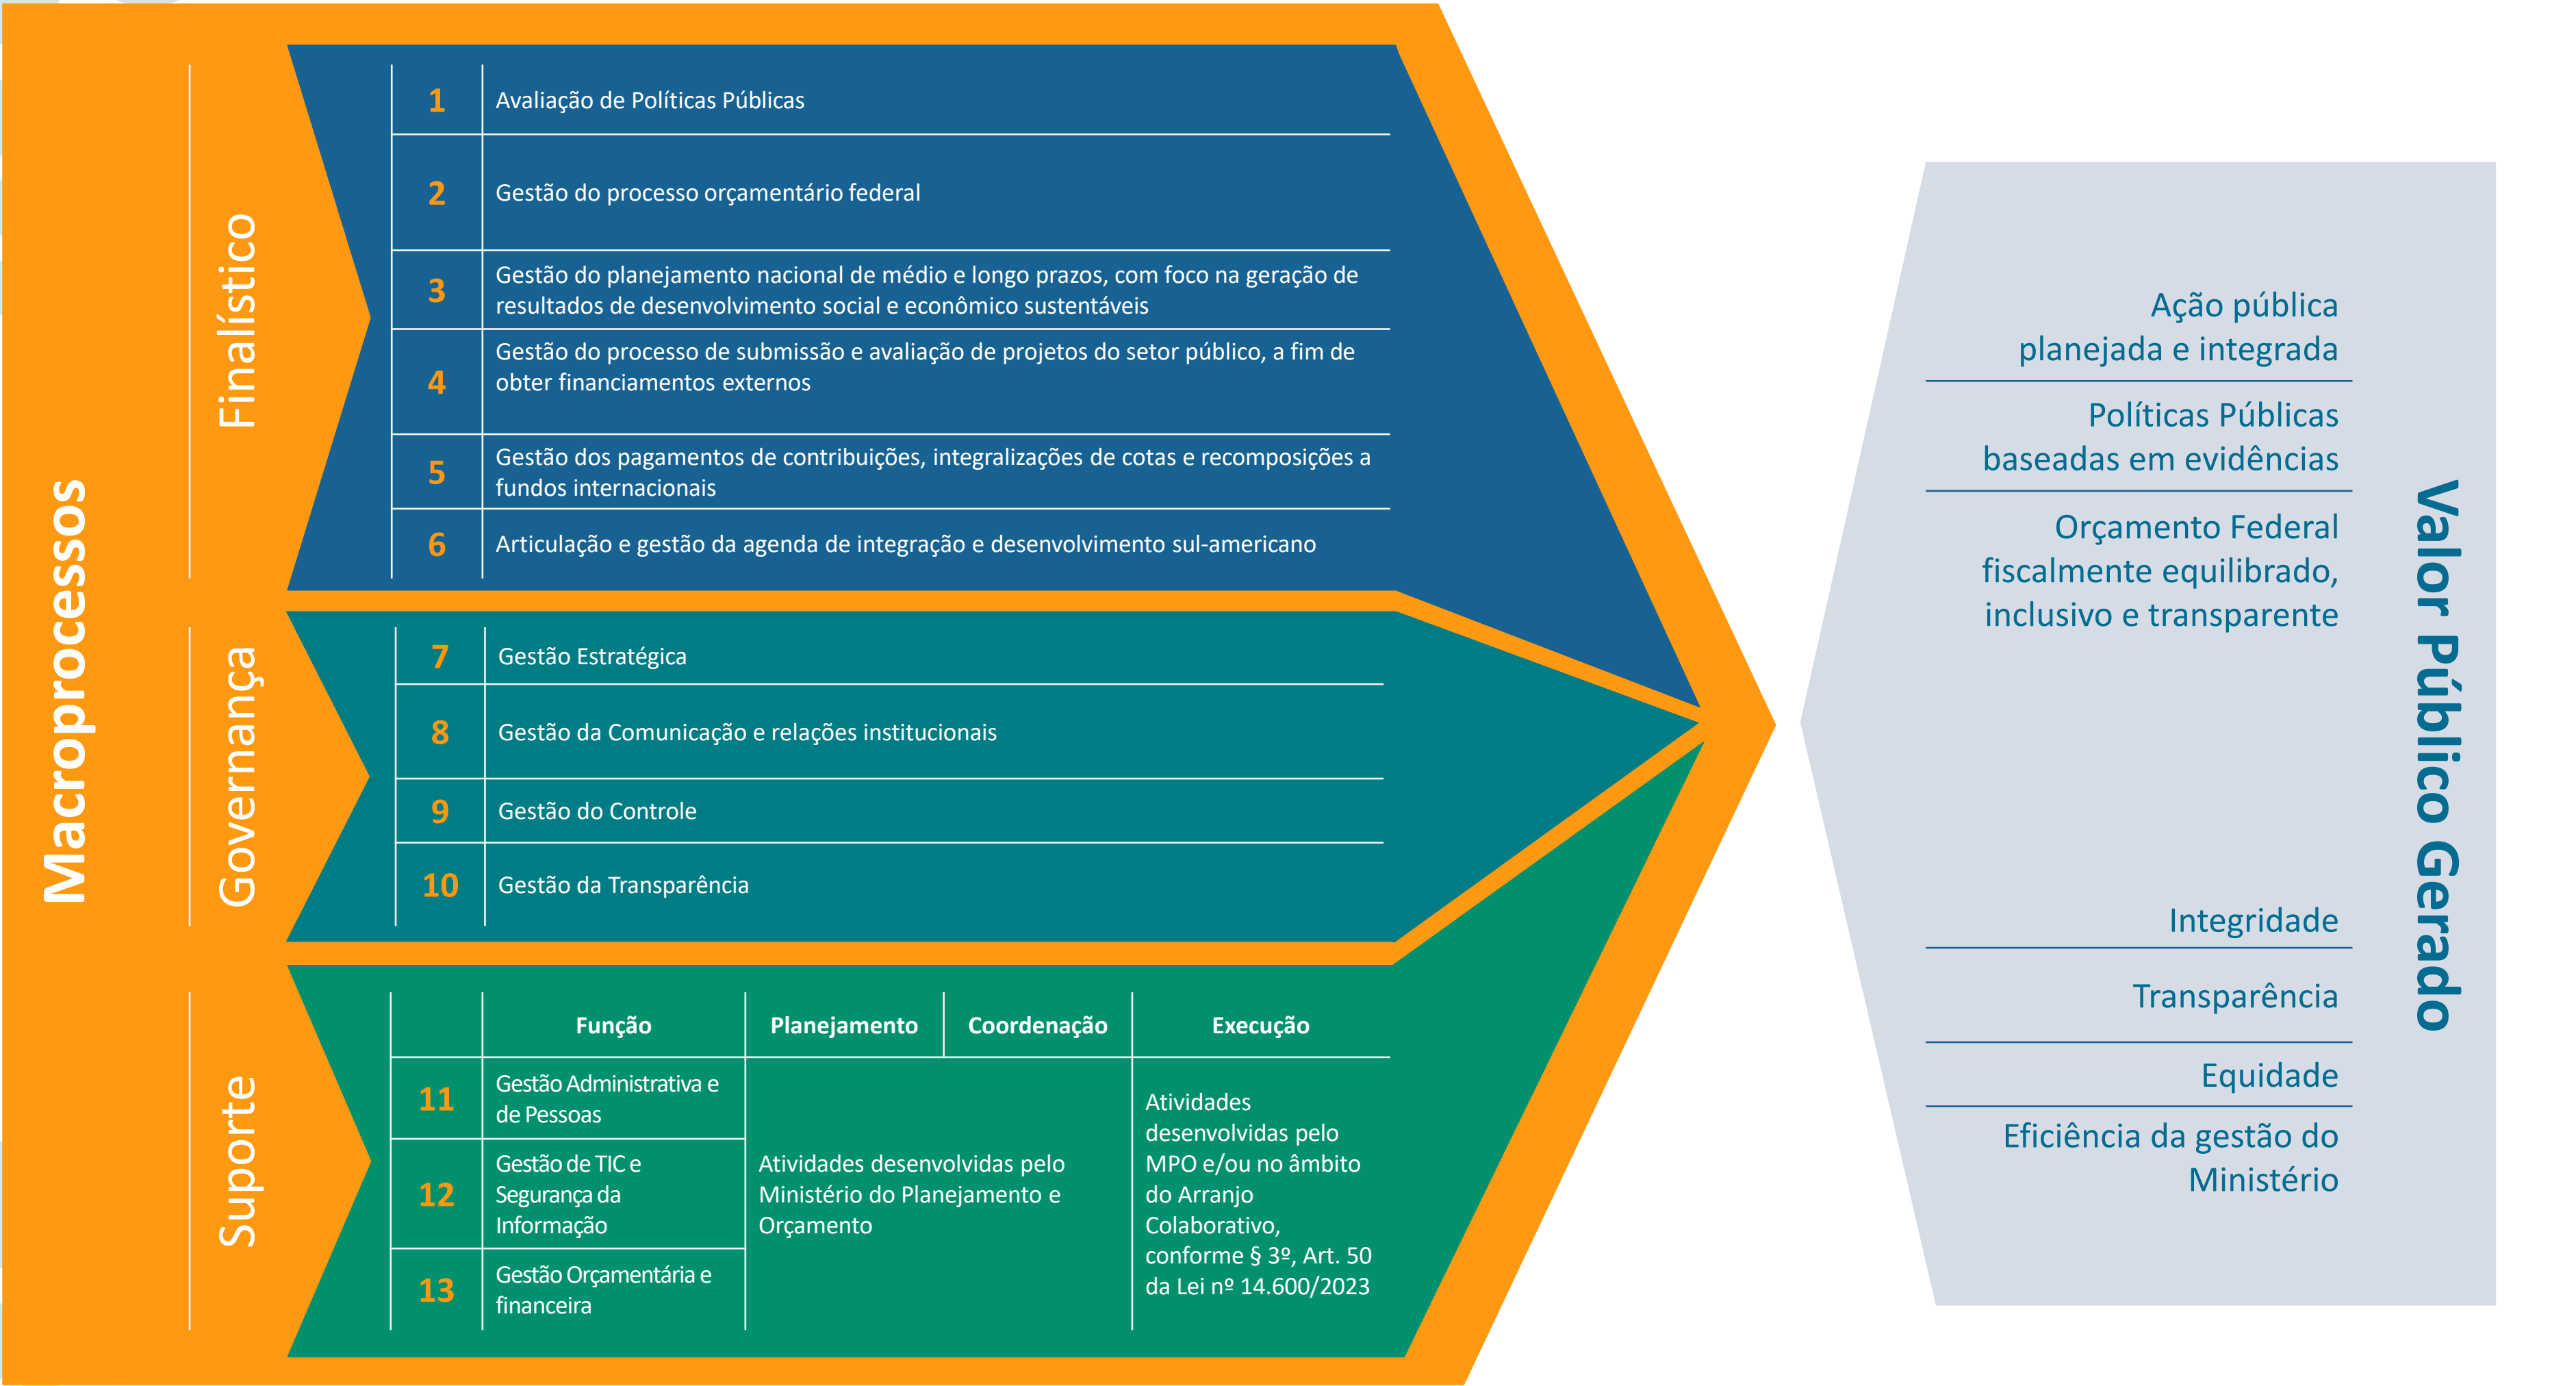 Macroprocessos
Finalístico
1
Avaliação de Políticas Públicas
2
Gestão do processo orçamentário federal
3
Gestão do planejamento nacional de médio e longo prazos, com foco na geração de
resultados de desenvolvimento social e econômico sustentáveis
4
Gestão do processo de submissão e avaliação de projetos do setor público, a fim de
obter financiamentos externos
5
Gestão dos pagamentos de contribuições, integralizações de cotas e recomposições a
fundos internacionais
6
Articulação e gestão da agenda de integração e desenvolvimento sul-americano
Governança
7
Gestão Estratégica
8
Gestão da Comunicação e relações institucionais
9
Gestão do Controle
10
Gestão da Transparência
Suporte
Função
Planejamento
Coordenação
Execução
11
Gestão Administrativa e
de Pessoas
12
Gestão de TIC e
Segurança da
Informação
13
Gestão Orçamentária e
financeira
Atividades desenvolvidas pelo
Ministério do Planejamento e
Orçamento
Atividades
desenvolvidas pelo
MPO e/ou no âmbito
do Arranjo
Colaborativo,
conforme § 3º, Art. 50
da Lei nº 14.600/2023
Valor Público Gerado
Ação pública
planejada e integrada
Políticas Públicas
baseadas em evidências
Orçamento Federal
fiscalmente equilibrado,
inclusivo e transparente
Integridade
Transparência
Equidade
Eficiência da gestão do
Ministério